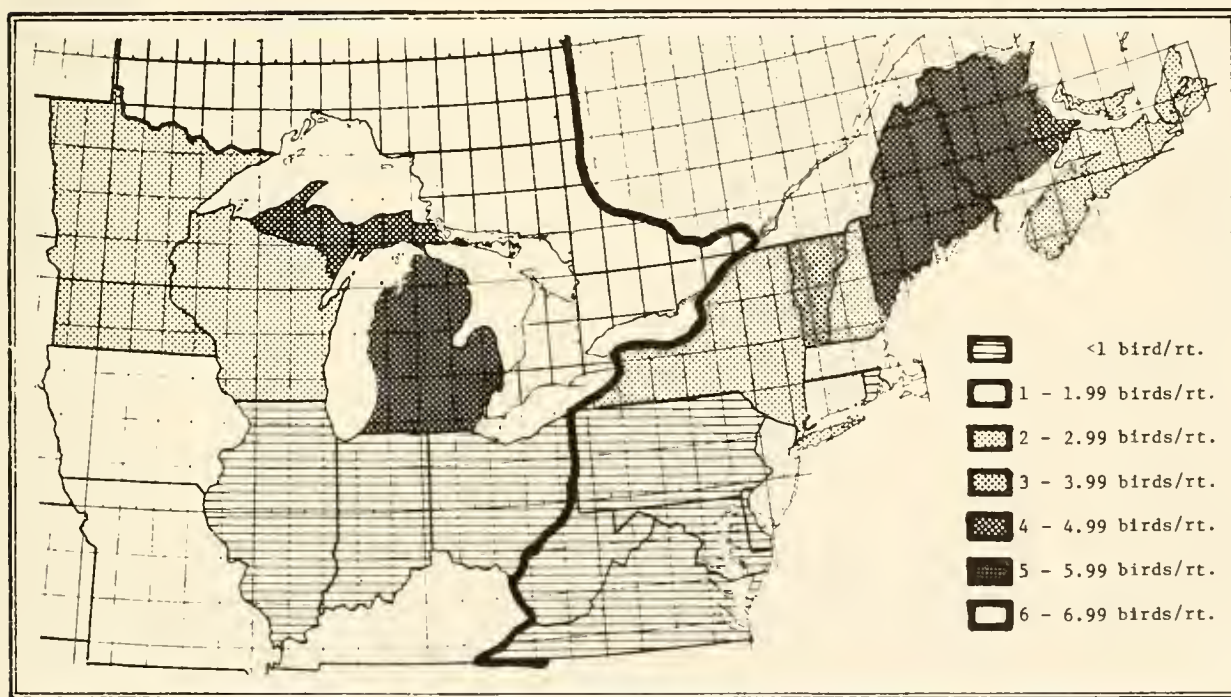 <1 bird/rt.
1 - 1.99 birds/rt.
2 - 2.99 birds/rt.
3 - 3.99 birds/rt.
4 - 4.99 birds/rt.
5 - 5.99 birds/rt.
6 - 6.99 birds/rt.